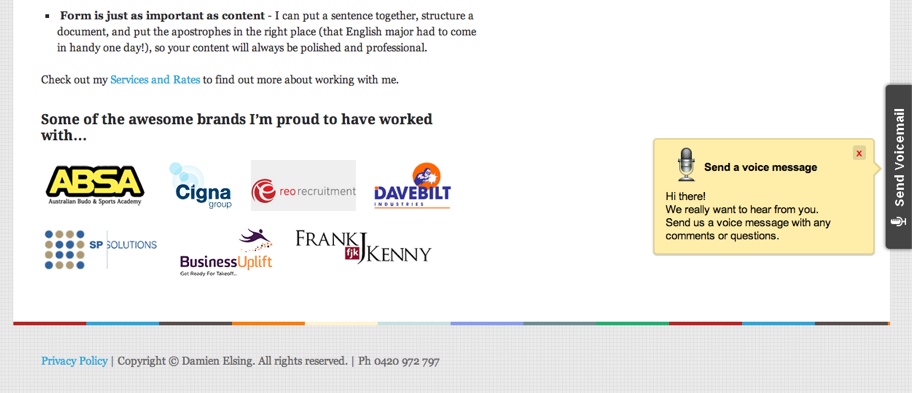 ▪ Form is just as important as content - I can put a sentence together, structure a
document, and put the apostrophes in the right place (that English major had to come
in handy one day!), so your content will always be polished and professional.
Check out my Services and Rates to find out more about working with me.
Some of the awesome brands I'm proud to have worked
with...
ABSA
Australian Budo & Sports Academy
Cigna
group
reo recruitment
DAVEBILT
INDUSTRIES
SP SOLUTIONS
BusinessUplift
Get Ready For Takeoff...
FRANK J KENNY
fjk
Send a voice message
x
Hi there!
We really want to hear from you.
Send us a voice message with any
comments or questions.
Send Voicemail
Privacy Policy | Copyright © Damien Elsing. All rights reserved. | Ph 0420 972 797